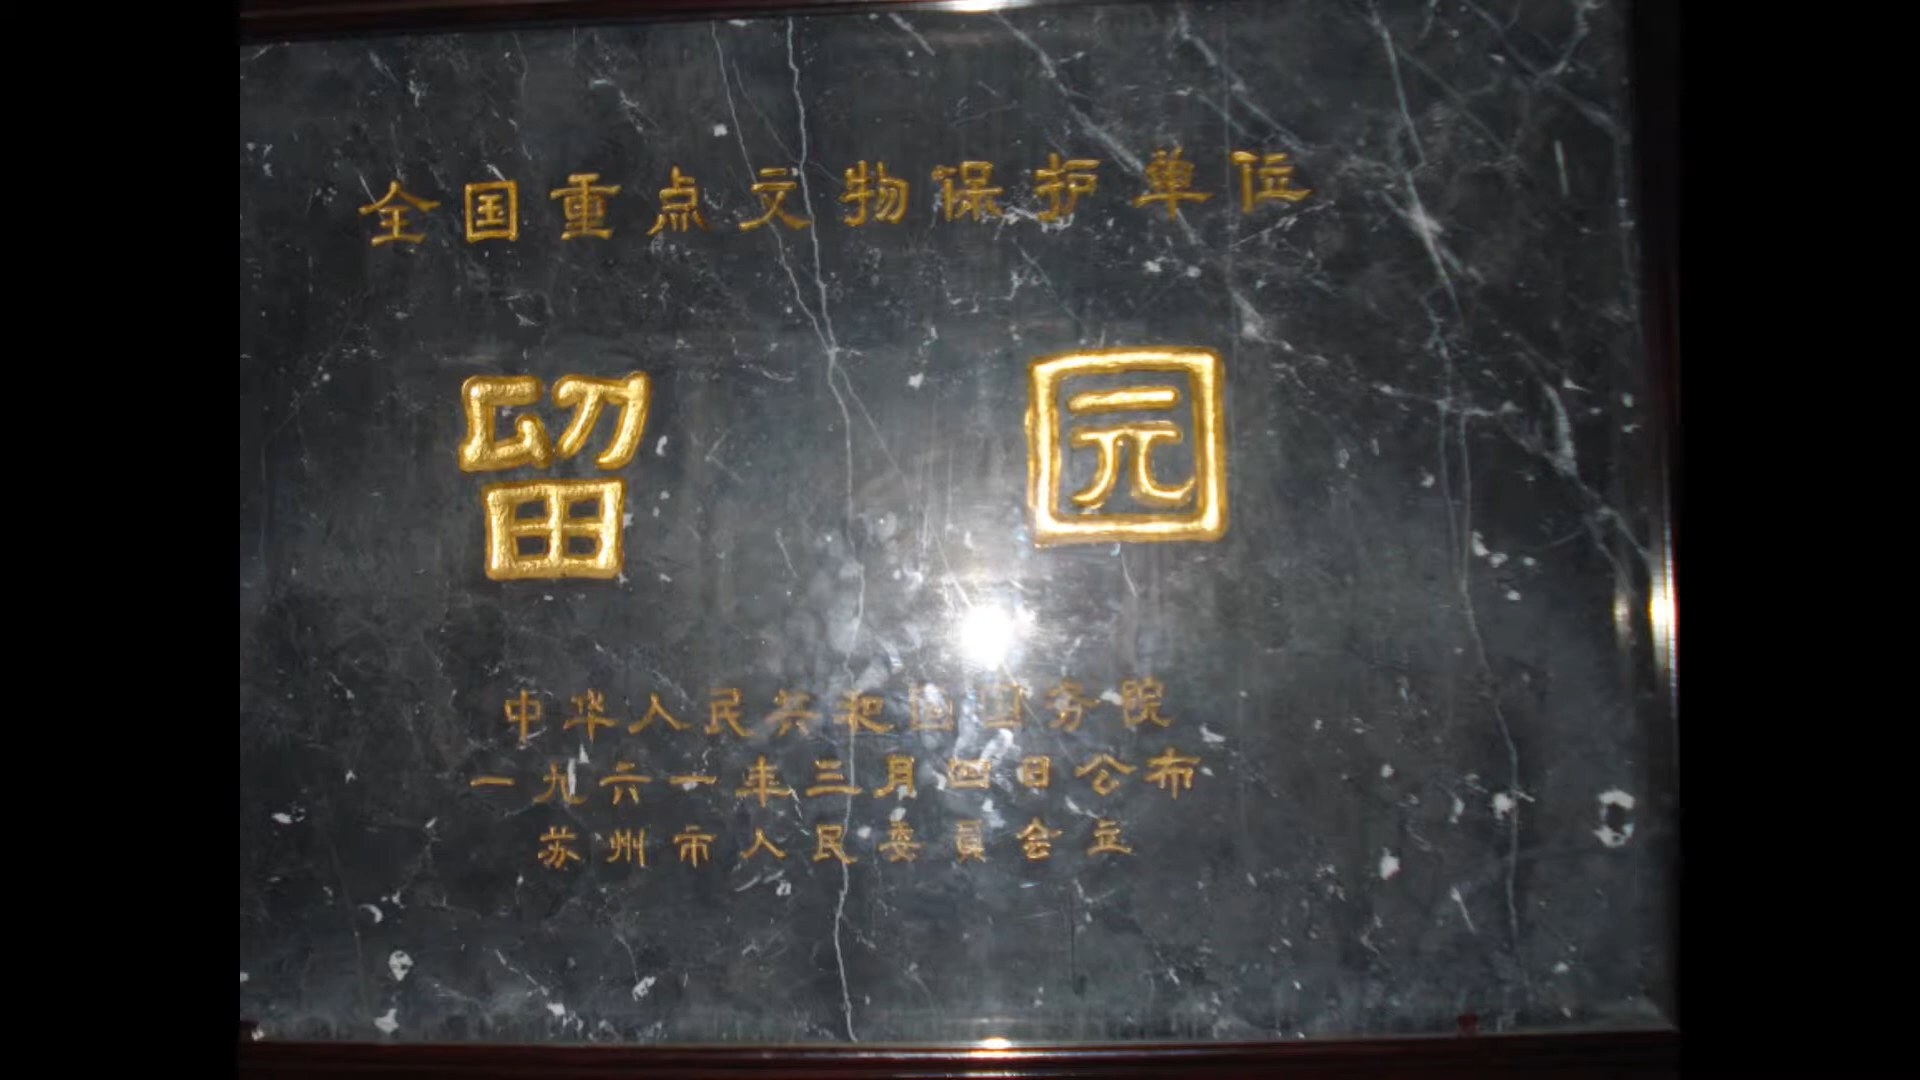 全国重点文物保护单位
留园
中华人民共和国国务院
一九六一年三月四日公布
苏州市人民委员会立